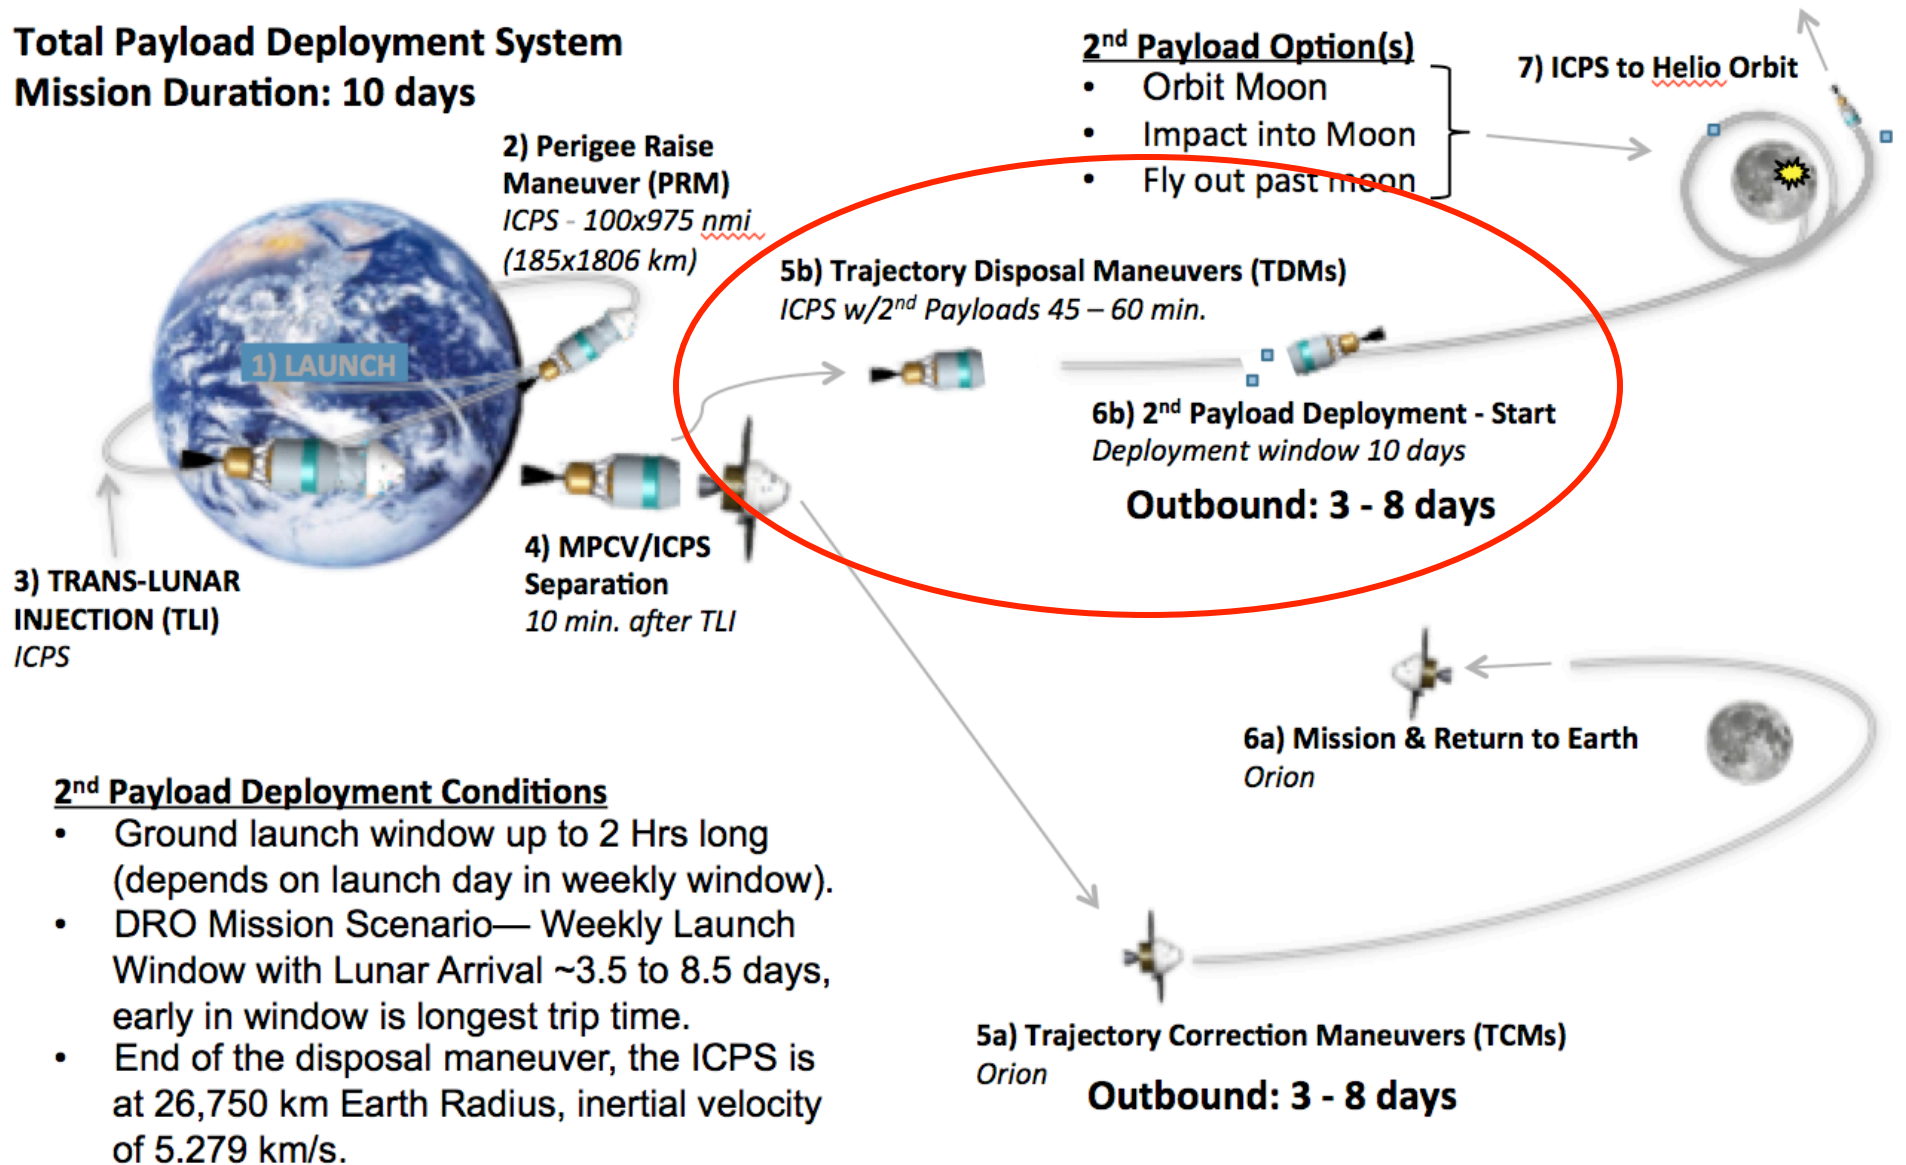 Total Payload Deployment System
Mission Duration: 10 days
2nd Payload Option(s)
• Orbit Moon
• Impact into Moon
• Fly out past moon
7) ICPS to Helio Orbit
2) Perigee Raise
Maneuver (PRM)
ICPS - 100x975 nmi
(185x1806 km)
1) LAUNCH
5b) Trajectory Disposal Maneuvers (TDMs)
ICPS w/2nd Payloads 45 – 60 min.
6b) 2nd Payload Deployment - Start
Deployment window 10 days
Outbound: 3 - 8 days
3) TRANS-LUNAR
INJECTION (TLI)
ICPS
4) MPCV/ICPS
Separation
10 min. after TLI
6a) Mission & Return to Earth
Orion
2nd Payload Deployment Conditions
• Ground launch window up to 2 Hrs long
(depends on launch day in weekly window).
• DRO Mission Scenario— Weekly Launch
Window with Lunar Arrival ~3.5 to 8.5 days,
early in window is longest trip time.
• End of the disposal maneuver, the ICPS is
at 26,750 km Earth Radius, inertial velocity
of 5.279 km/s.
5a) Trajectory Correction Maneuvers (TCMs)
Orion
Outbound: 3 - 8 days